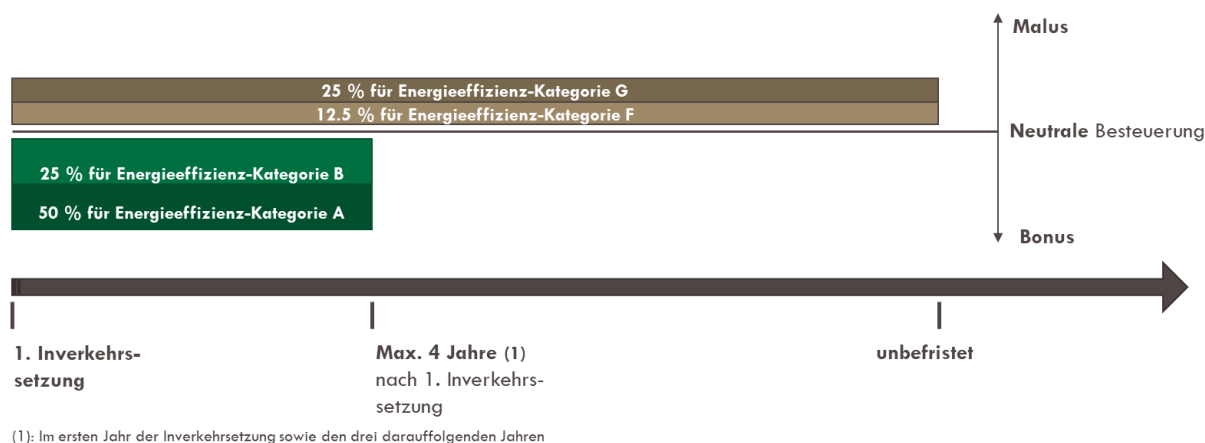 Malus
25 % für Energieeffizienz-Kategorie G
12.5 % für Energieeffizienz-Kategorie F
Neutrale Besteuerung
25 % für Energieeffizienz-Kategorie B
50 % für Energieeffizienz-Kategorie A
Bonus
1. Inverkehrs-
setzung
Max. 4 Jahre (1)
nach 1. Inverkehrs-
setzung
unbefristet
(1): Im ersten Jahr der Inverkehrsetzung sowie den drei darauffolgenden Jahren